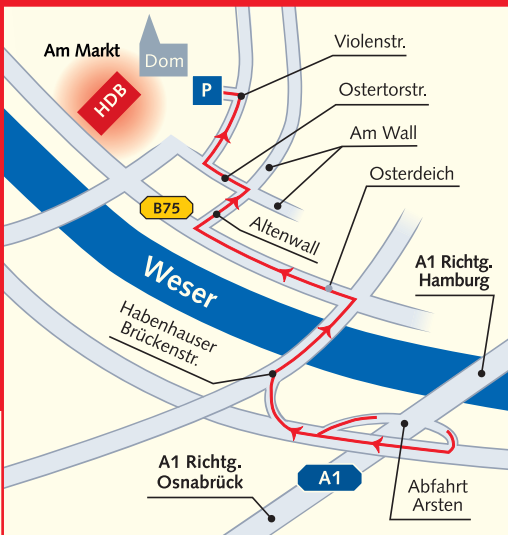 Violenstr.
Am Markt
Dom
HDB
P
Ostertorstr.
Am Wall
Osterdeich
B75
Altenwall
A1 Richtg.
Hamburg
Weser
Habenhauser
Brückenstr.
A1 Richtg.
Osnabrück
A1
Abfahrt
Arsten